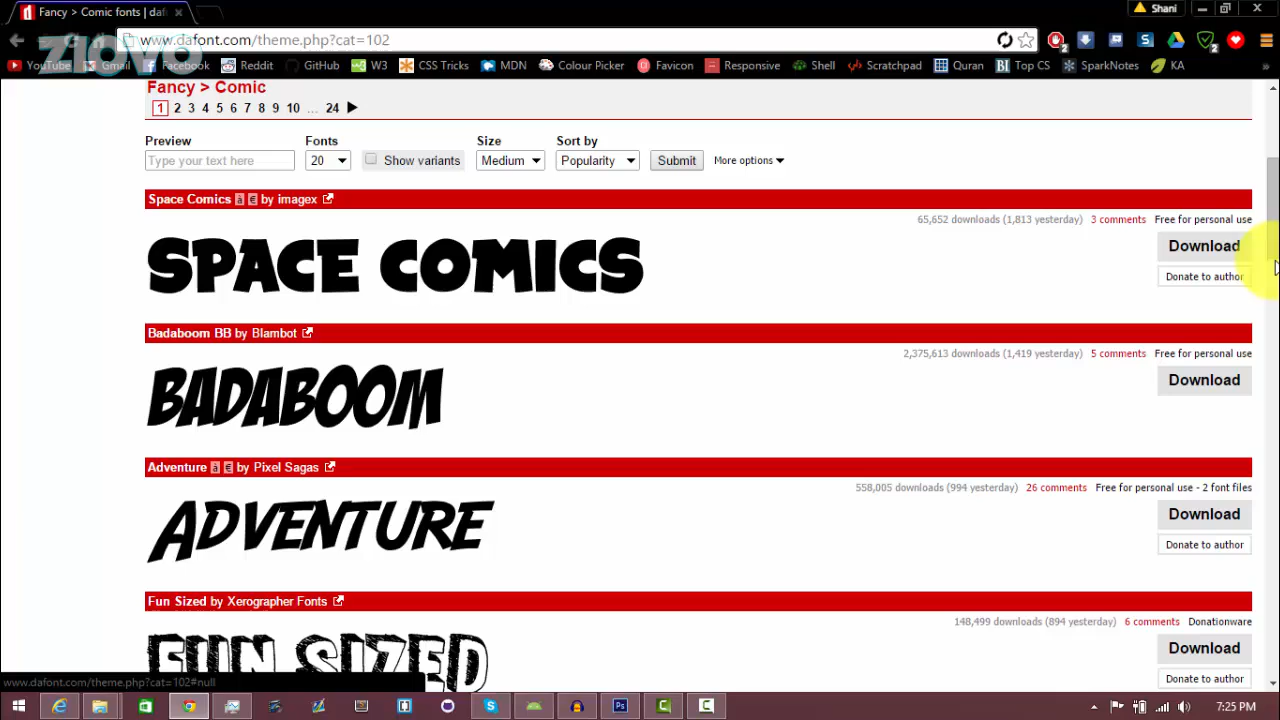 Fancy > Comic fonts | daf
Shani
www.dafont.com/theme.php?cat=102
ziovo
YouTube Gmail Facebook Reddit GitHub W3 CSS Tricks MDN Colour Picker Favicon Responsive Shell Scratchpad Quran Top CS SparkNotes KA »
Fancy > Comic
1 2 3 4 5 6 7 8 9 10 ... 24
Preview Fonts Size Sort by
Type your text here 20 Show variants Medium Popularity Submit More options
Space Comics à € by imagex
65,652 downloads (1,813 yesterday) 3 comments Free for personal use
SPACE COMICS
Download
Donate to author
Badaboom BB by Blambot
2,375,613 downloads (1,419 yesterday) 5 comments Free for personal use
BADABOOM
Download
Adventure à € by Pixel Sagas
558,005 downloads (994 yesterday) 26 comments Free for personal use - 2 font files
ADVENTURE
Download
Donate to author
Fun Sized by Xerographer Fonts
148,499 downloads (894 yesterday) 6 comments Donationware
FUN SIZED
Download
Donate to author
www.dafont.com/theme.php?cat=102#null
7:25 PM